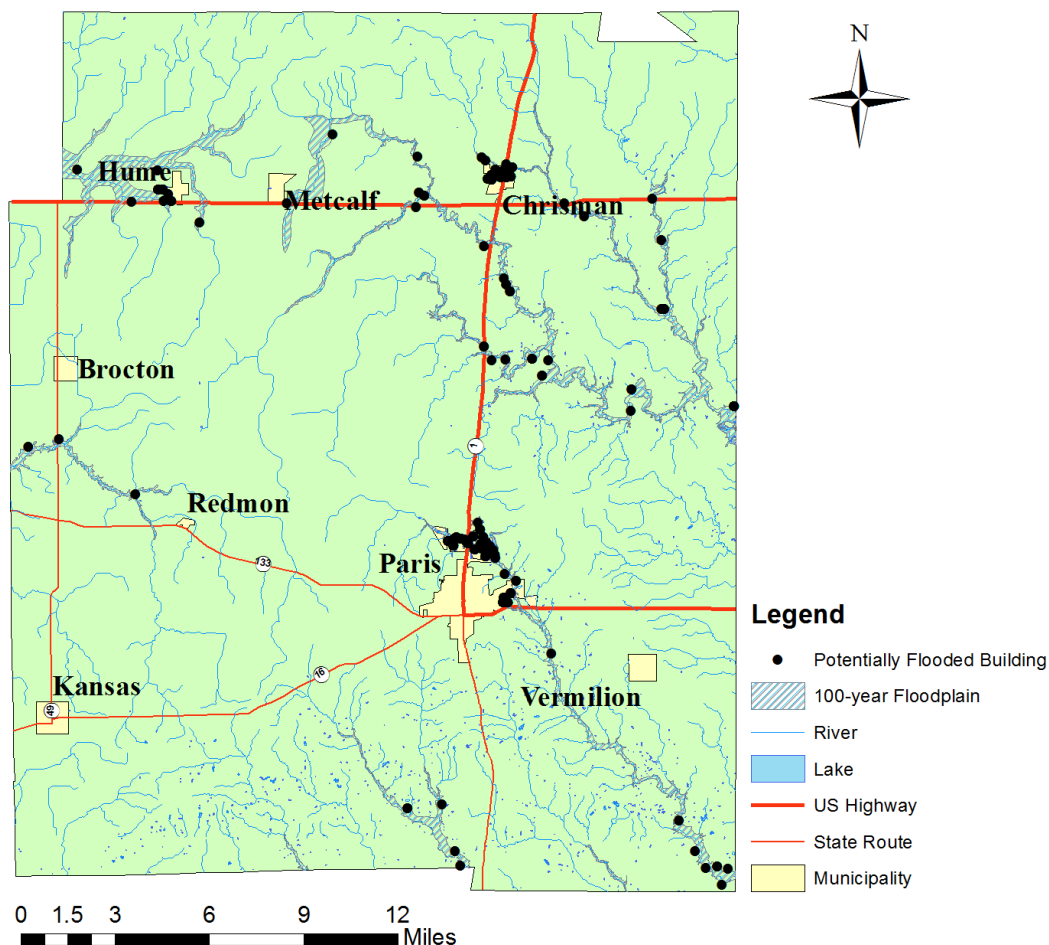 N
Hume
Metcalf
Chrisman
Brocton
1
Redmon
133
Paris
16
Kansas
49
Vermilion
Legend
Potentially Flooded Building
100-year Floodplain
River
Lake
US Highway
State Route
Municipality
0 1.5 3 6 9 12
Miles